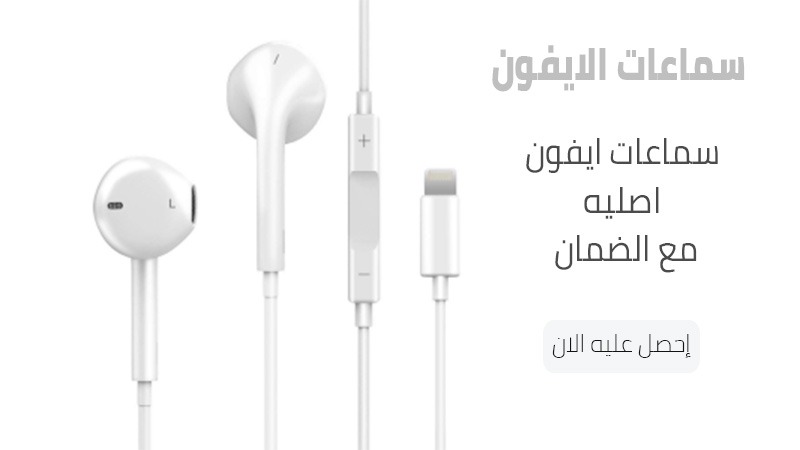 سماعات الايفون
سماعات ايفون
اصليه
مع الضمان
إحصل عليه الان
L